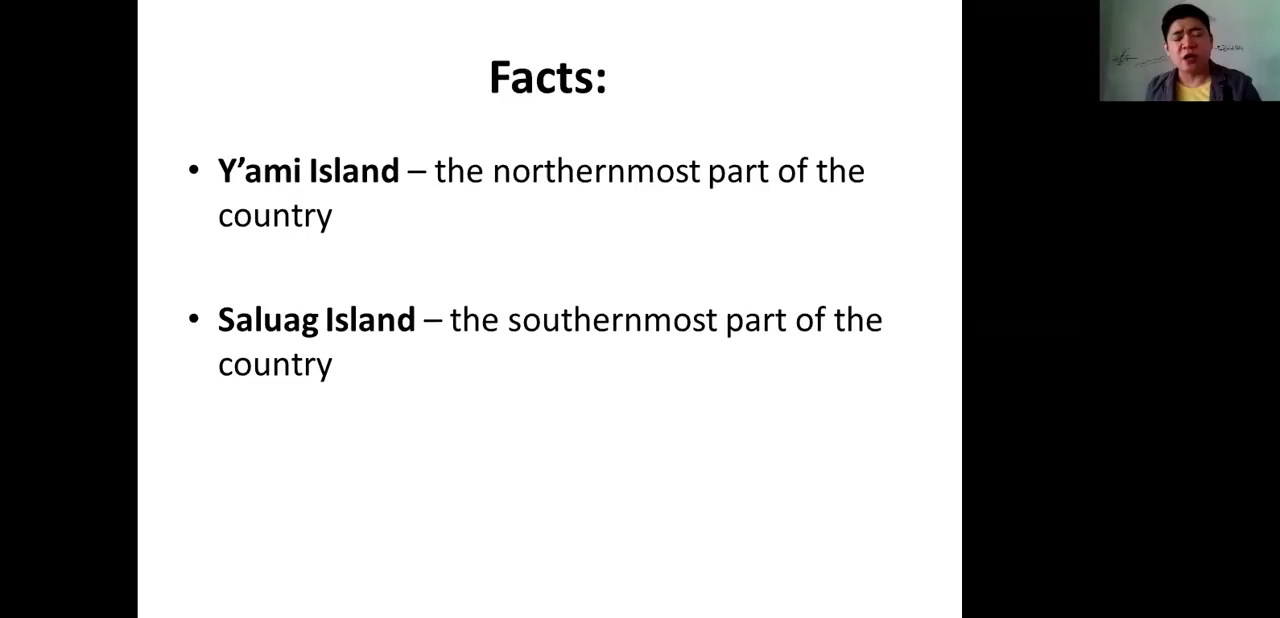 Facts:
• Y’ami Island – the northernmost part of the
country
• Saluag Island – the southernmost part of the
country